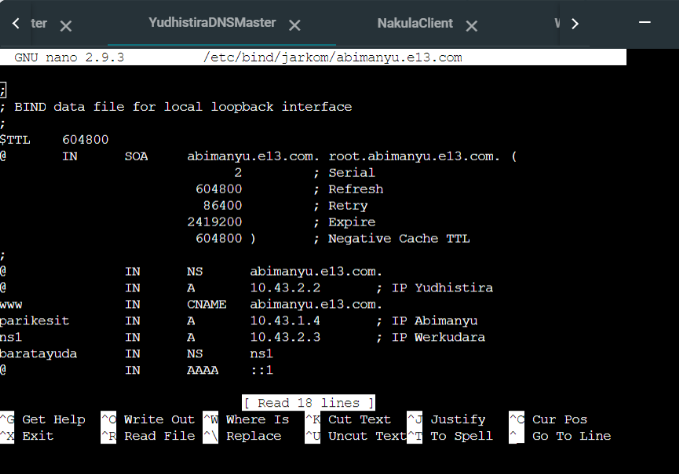 ter
YudhistiraDNSMaster
NakulaClient
GNU nano 2.9.3 /etc/bind/jarkom/abimanyu.e13.com
;
; BIND data file for local loopback interface
;
$TTL 604800
@ IN SOA abimanyu.e13.com. root.abimanyu.e13.com. (
2 ; Serial
604800 ; Refresh
86400 ; Retry
2419200 ; Expire
604800 ) ; Negative Cache TTL
;
@ IN NS abimanyu.e13.com.
@ IN A 10.43.2.2 ; IP Yudhistira
www IN CNAME abimanyu.e13.com.
parikesit IN A 10.43.1.4 ; IP Abimanyu
ns1 IN A 10.43.2.3 ; IP Werkudara
baratayuda IN NS ns1
@ IN AAAA ::1
[ Read 18 lines ]
^G Get Help ^O Write Out ^W Where Is ^K Cut Text ^J Justify ^C Cur Pos
^X Exit ^R Read File ^\ Replace ^U Uncut Text ^T To Spell ^_ Go To Line